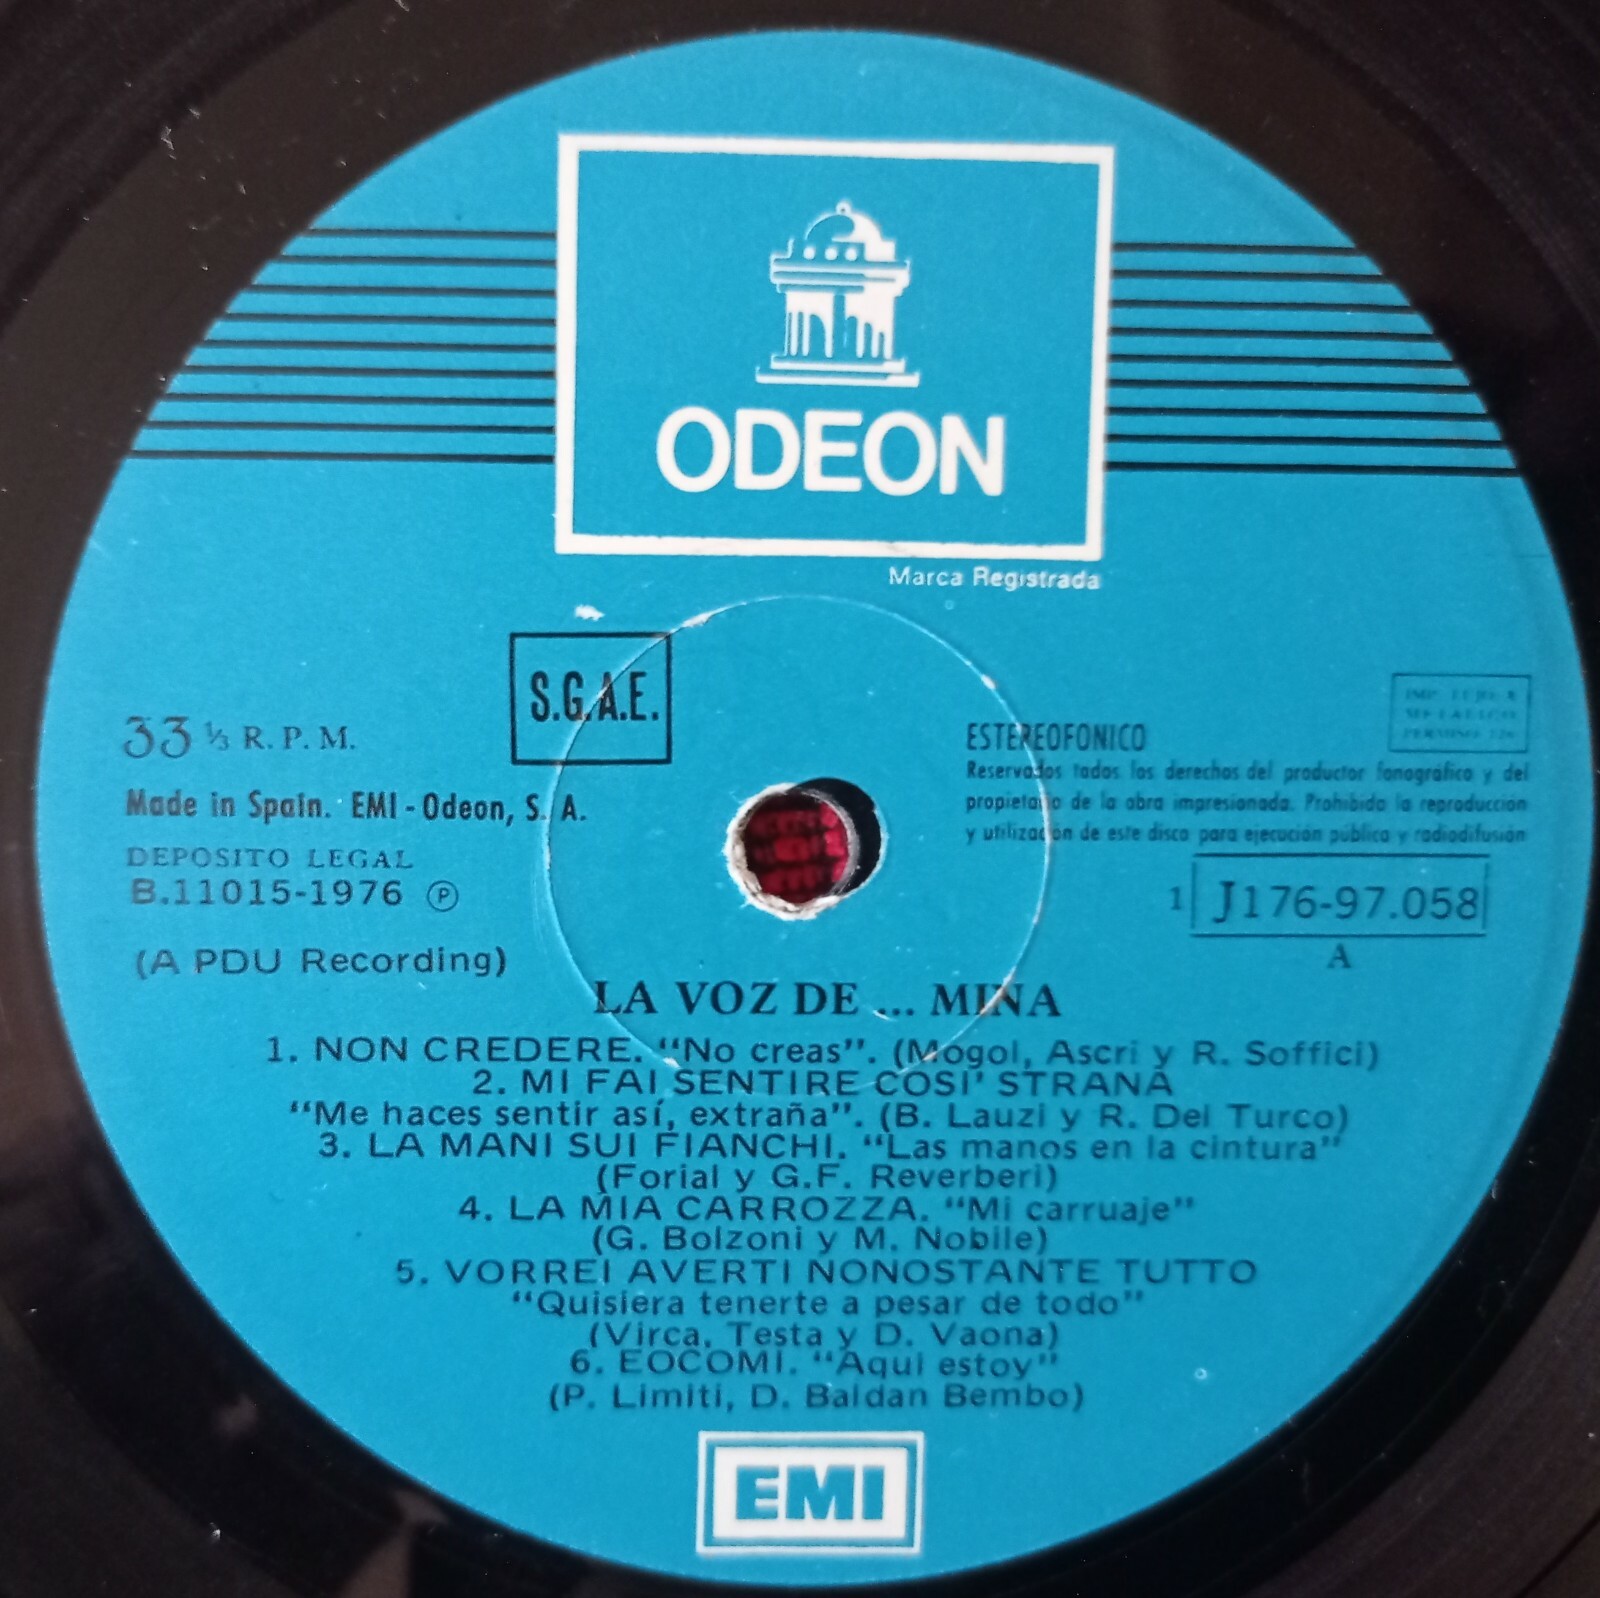 ODEON
Marca Registrada
S.G.A.E.
33 ⅓ R. P. M.
Made in Spain. EMI - Odeon, S. A.
DEPOSITO LEGAL
B.11015-1976 Ⓟ
(A PDU Recording)
ESTEREOFONICO
Reservados todos los derechos del productor fonográfico y del
propietario de la obra impresionada. Prohibida la reproducción
y utilización de este disco para ejecución pública y radiodifusión
1 J176-97.058
A
LA VOZ DE ... MINA
1. NON CREDERE. "No creas". (Mogol, Ascri y R. Soffici)
2. MI FAI SENTIRE COSI' STRANA
"Me haces sentir así, extraña". (B. Lauzi y R. Del Turco)
3. LA MANI SUI FIANCHI. "Las manos en la cintura"
(Forial y G.F. Reverberi)
4. LA MIA CARROZZA. "Mi carruaje"
(G. Bolzoni y M. Nobile)
5. VORREI AVERTI NONOSTANTE TUTTO
"Quisiera tenerte a pesar de todo"
(Virca, Testa y D. Vaona)
6. EOCOMI. "Aqui estoy"
(P. Limiti, D. Baldan Bembo)
EMI